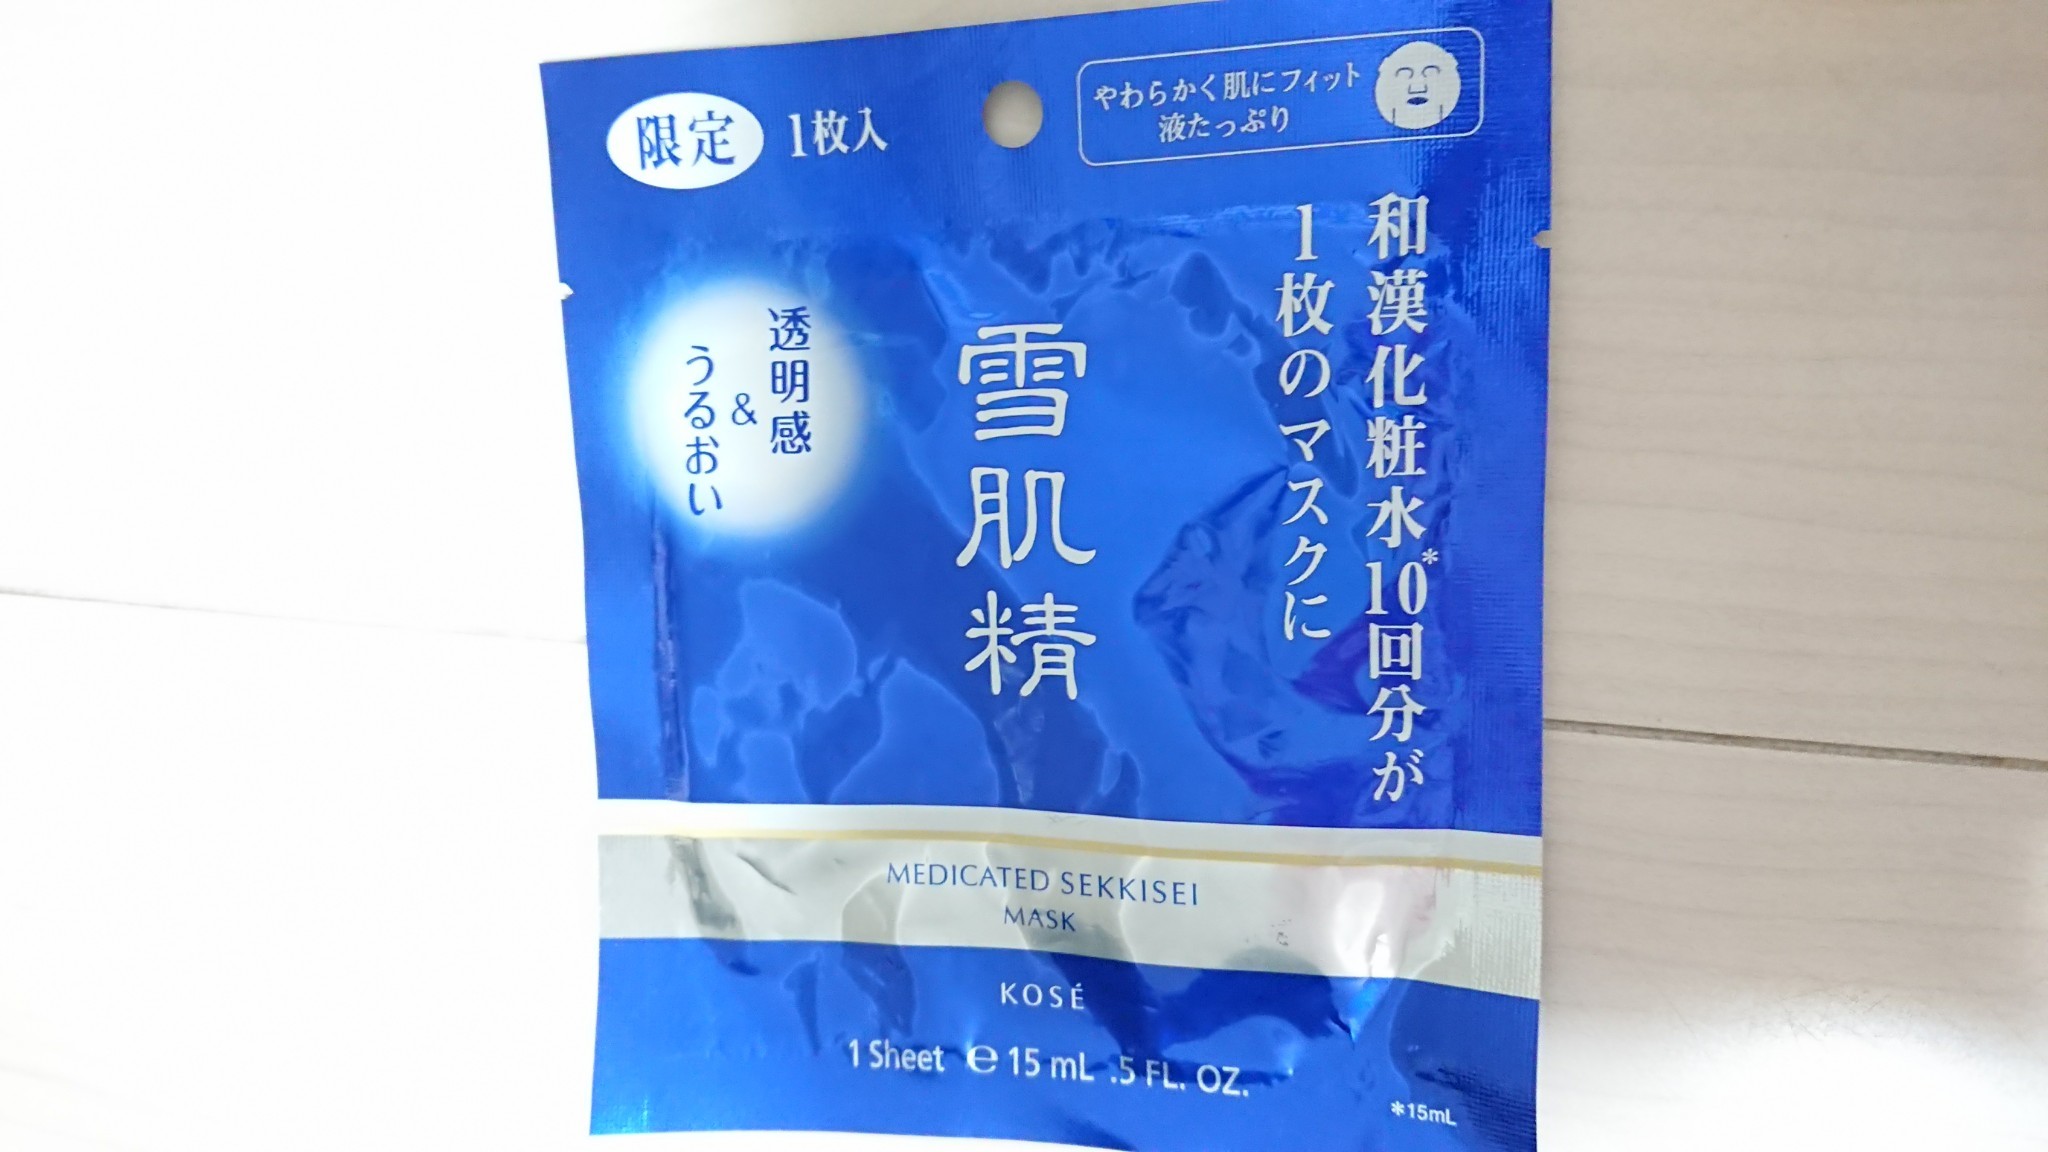 限定 1枚入
やわらかく肌にフィット
液たっぷり
和漢化粧水*10回分が
1枚のマスクに
雪肌精
透明感
&
うるおい
MEDICATED SEKKISEI
MASK
KOSÉ
1 Sheet ℮ 15 mL .5 FL. OZ.
*15mL